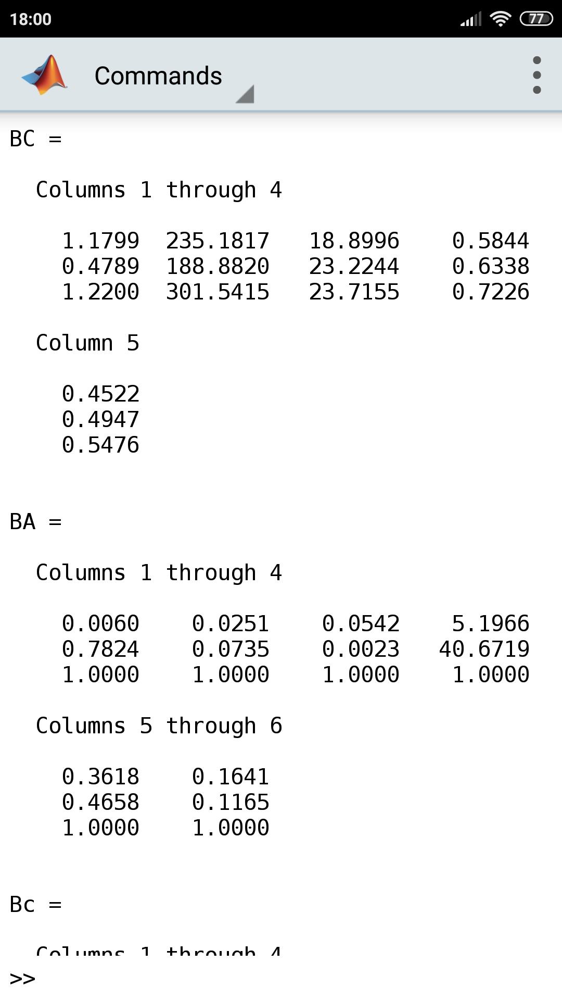 18:00
77
Commands
BC =
Columns 1 through 4
1.1799 235.1817 18.8996 0.5844
0.4789 188.8820 23.2244 0.6338
1.2200 301.5415 23.7155 0.7226
Column 5
0.4522
0.4947
0.5476
BA =
Columns 1 through 4
0.0060 0.0251 0.0542 5.1966
0.7824 0.0735 0.0023 40.6719
1.0000 1.0000 1.0000 1.0000
Columns 5 through 6
0.3618 0.1641
0.4658 0.1165
1.0000 1.0000
Bc =
Columns 1 through 4
>>